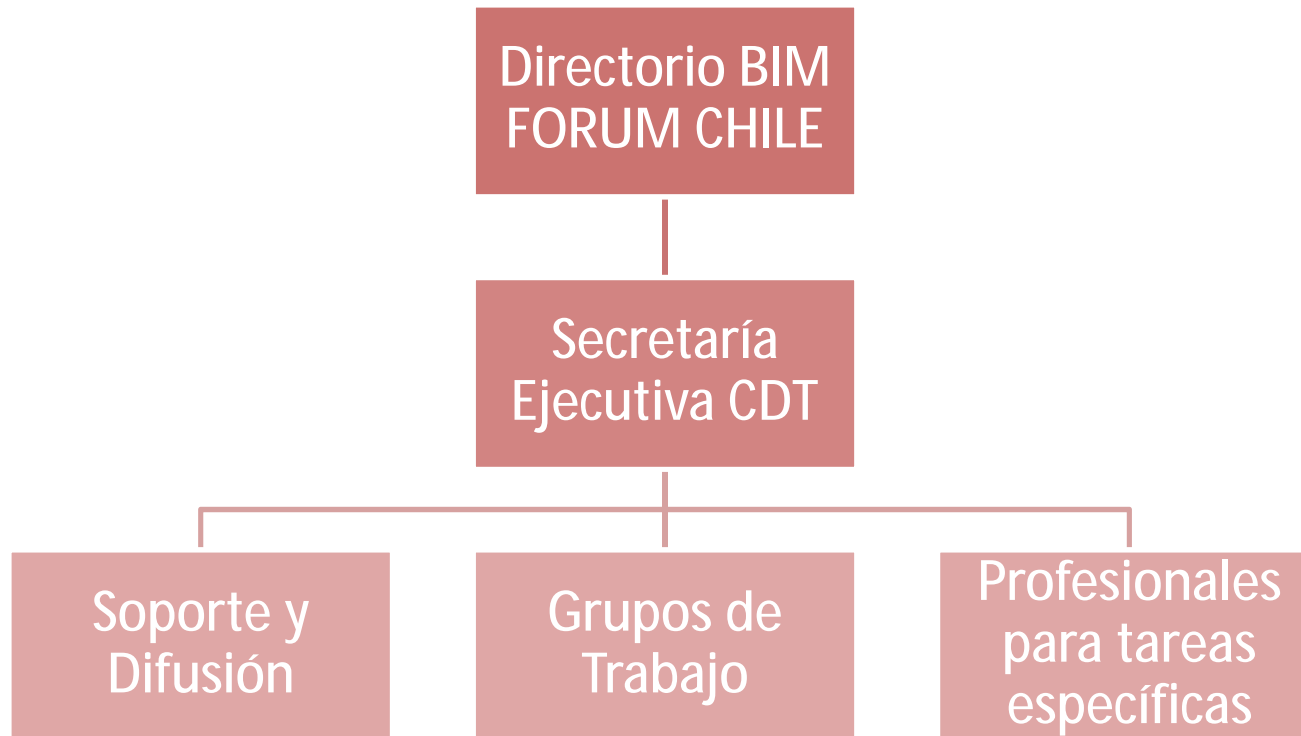 Directorio BIM
FORUM CHILE
Secretaría
Ejecutiva CDT
Soporte y
Difusión
Grupos de
Trabajo
Profesionales
para tareas
específicas